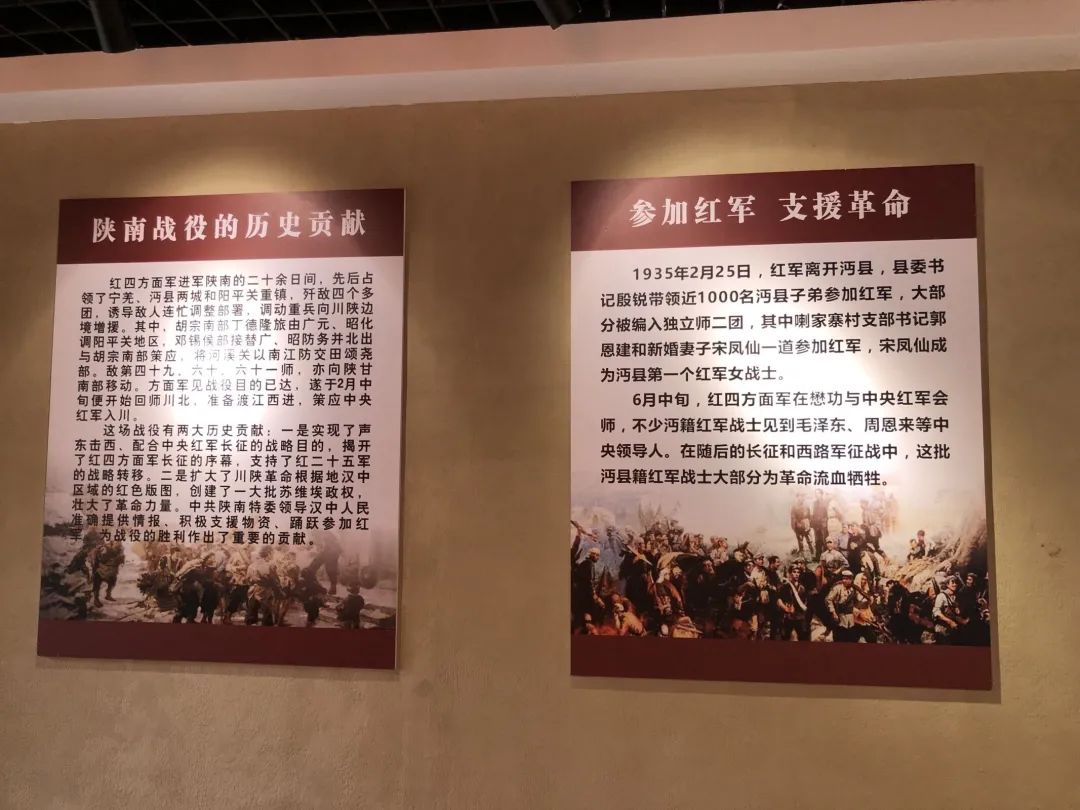 陕南战役的历史贡献
红四方面军进军陕南的二十余日间，先后占
领了宁羌、沔县两城和阳平关重镇，歼敌四个多
团，诱导敌人连忙调整部署，调动重兵向川陕边
境增援。其中，胡宗南部丁德隆旅由广元、昭化
调阳平关地区，邓锡侯部接替广、昭防务并北出
与胡宗南部策应，将河溪关以南江防交田颂尧
部。敌第四十九、六十、六十一师，亦向陕甘
南部移动。方面军见战役目的已达，遂于2月中
旬便开始回师川北，准备渡江西进，策应中央
红军入川。
这场战役有两大历史贡献：一是实现了声
东击西、配合中央红军长征的战略目的，揭开
了红四方面军长征的序幕，支持了红二十五军
的战略转移。二是扩大了川陕革命根据地汉中
区域的红色版图，创建了一大批苏维埃政权，
壮大了革命力量。中共陕南特委领导汉中人民
准确提供情报、积极支援物资、踊跃参加红
军，为战役的胜利作出了重要的贡献。
参加红军 支援革命
1935年2月25日，红军离开沔县，县委书
记殷锐带领近1000名沔县子弟参加红军，大部
分被编入独立师二团，其中喇家寨村支部书记郭
恩建和新婚妻子宋凤仙一道参加红军，宋凤仙成
为沔县第一个红军女战士。
6月中旬，红四方面军在懋功与中央红军会
师，不少沔籍红军战士见到毛泽东、周恩来等中
央领导人。在随后的长征和西路军征战中，这批
沔县籍红军战士大部分为革命流血牺牲。